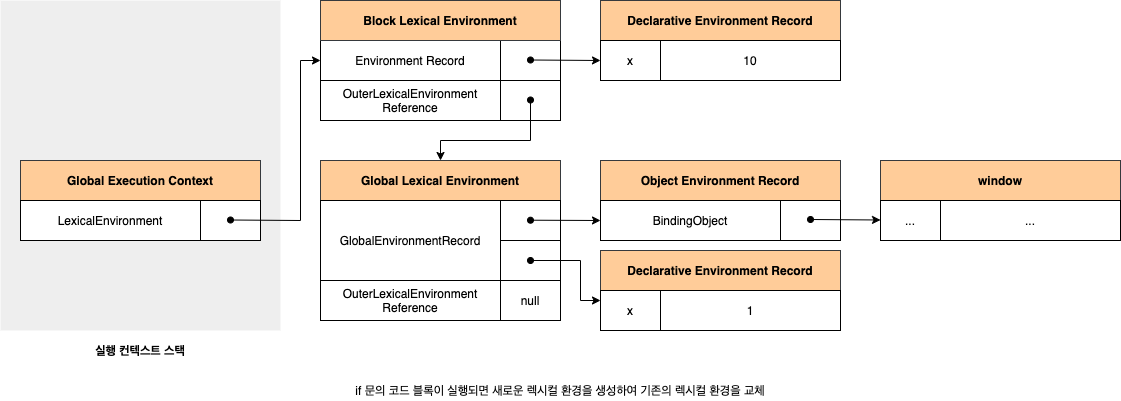 Block Lexical Environment
Environment Record
OuterLexicalEnvironment
Reference
Declarative Environment Record
x
10
Global Execution Context
LexicalEnvironment
Global Lexical Environment
GlobalEnvironmentRecord
OuterLexicalEnvironment
Reference
null
Object Environment Record
BindingObject
window
...
...
Declarative Environment Record
x
1
실행 컨텍스트 스택
if 문의 코드 블록이 실행되면 새로운 렉시컬 환경을 생성하여 기존의 렉시컬 환경을 교체